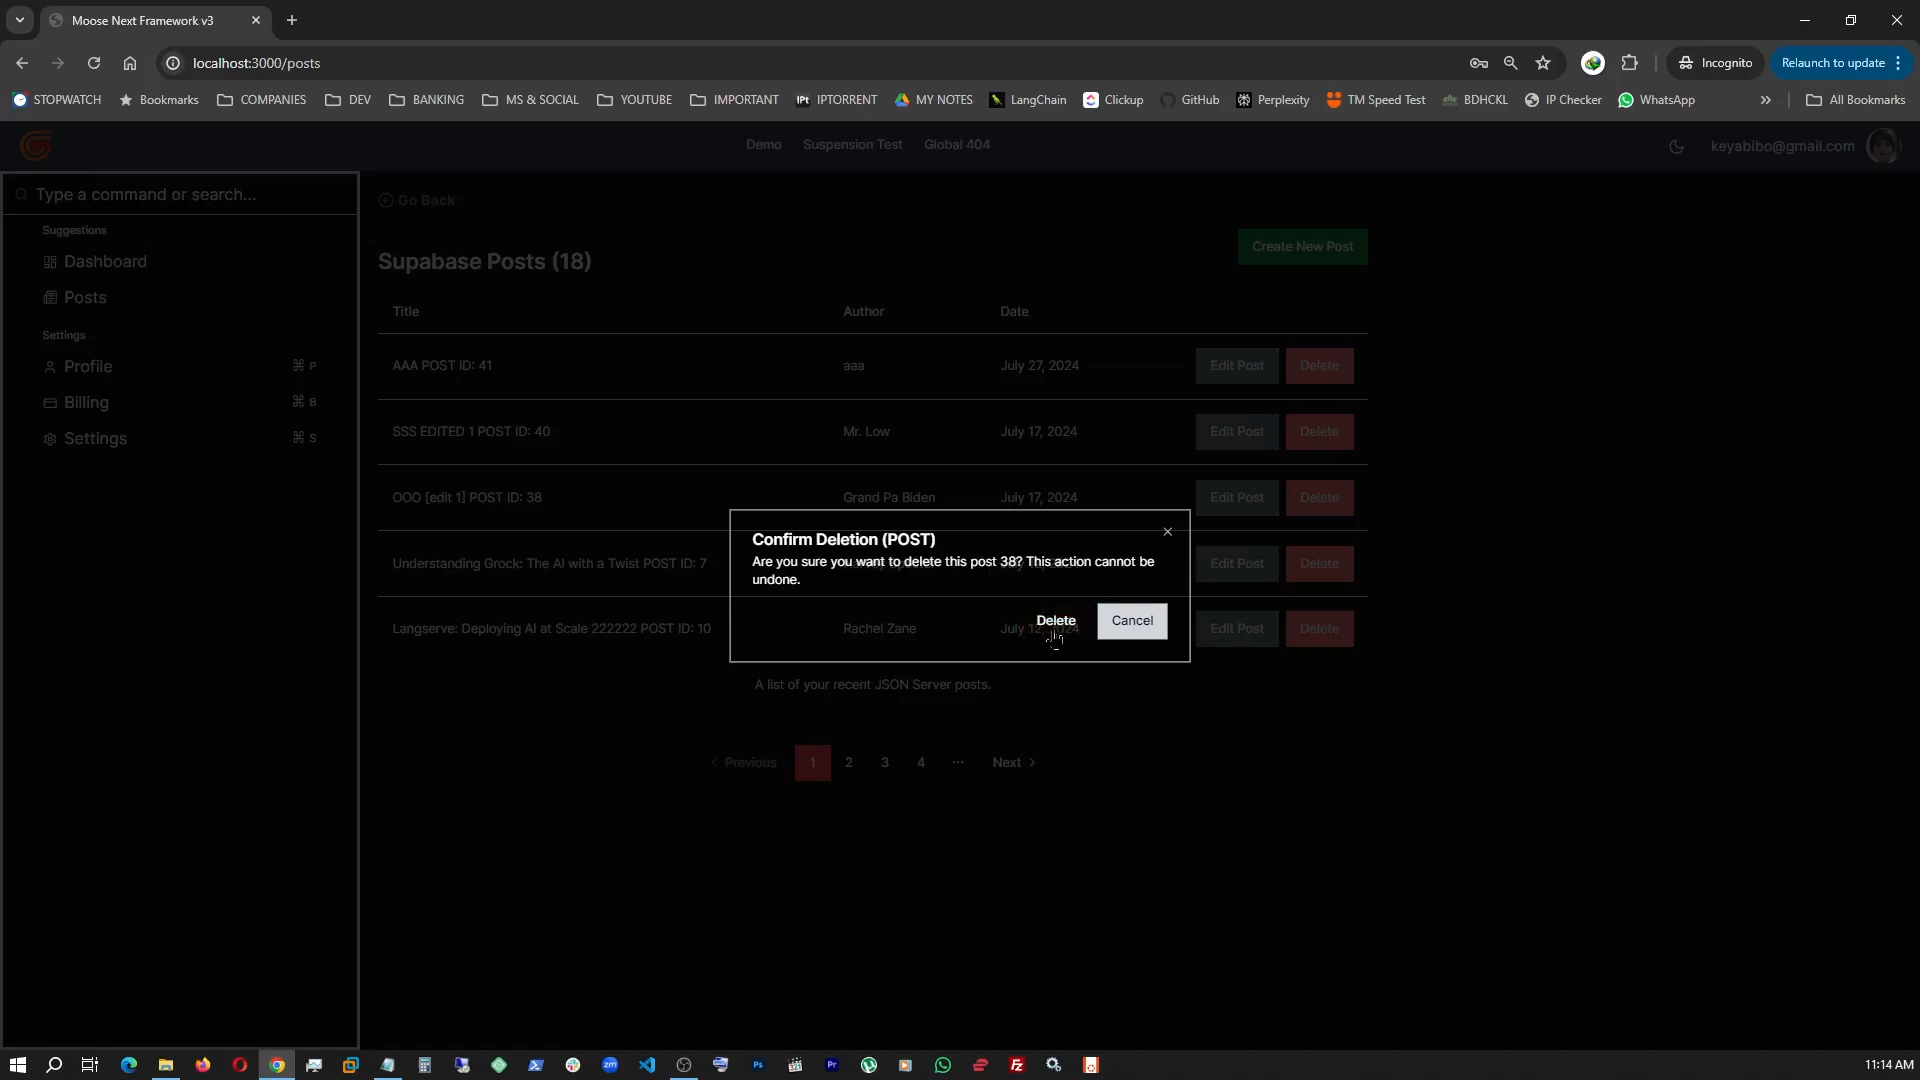 Moose Next Framework v3
localhost:3000/posts
Incognito
Relaunch to update
STOPWATCH
Bookmarks
COMPANIES
DEV
BANKING
MS & SOCIAL
YOUTUBE
IMPORTANT
IPt IPTORRENT
MY NOTES
LangChain
Clickup
GitHub
Perplexity
TM Speed Test
BDHCKL
IP Checker
WhatsApp
All Bookmarks
Demo
Suspension Test
Global 404
keyabibo@gmail.com
Type a command or search...
Suggestions
Dashboard
Posts
Settings
Profile ⌘ P
Billing ⌘ B
Settings ⌘ S
Go Back
Supabase Posts (18)
Create New Post
Title Author Date
AAA POST ID: 41 aaa July 27, 2024 Edit Post Delete
SSS EDITED 1 POST ID: 40 Mr. Low July 17, 2024 Edit Post Delete
OOO [edit 1] POST ID: 38 Grand Pa Biden July 17, 2024 Edit Post Delete
Understanding Grock: The AI with a Twist POST ID: 7 Edit Post Delete
Langserve: Deploying AI at Scale 222222 POST ID: 10 Rachel Zane July 12, 2024 Edit Post Delete
Confirm Deletion (POST)
Are you sure you want to delete this post 38? This action cannot be
undone.
Delete
Cancel
A list of your recent JSON Server posts.
Previous 1 2 3 4 ... Next
zm
Ps
Pr
Fz
11:14 AM